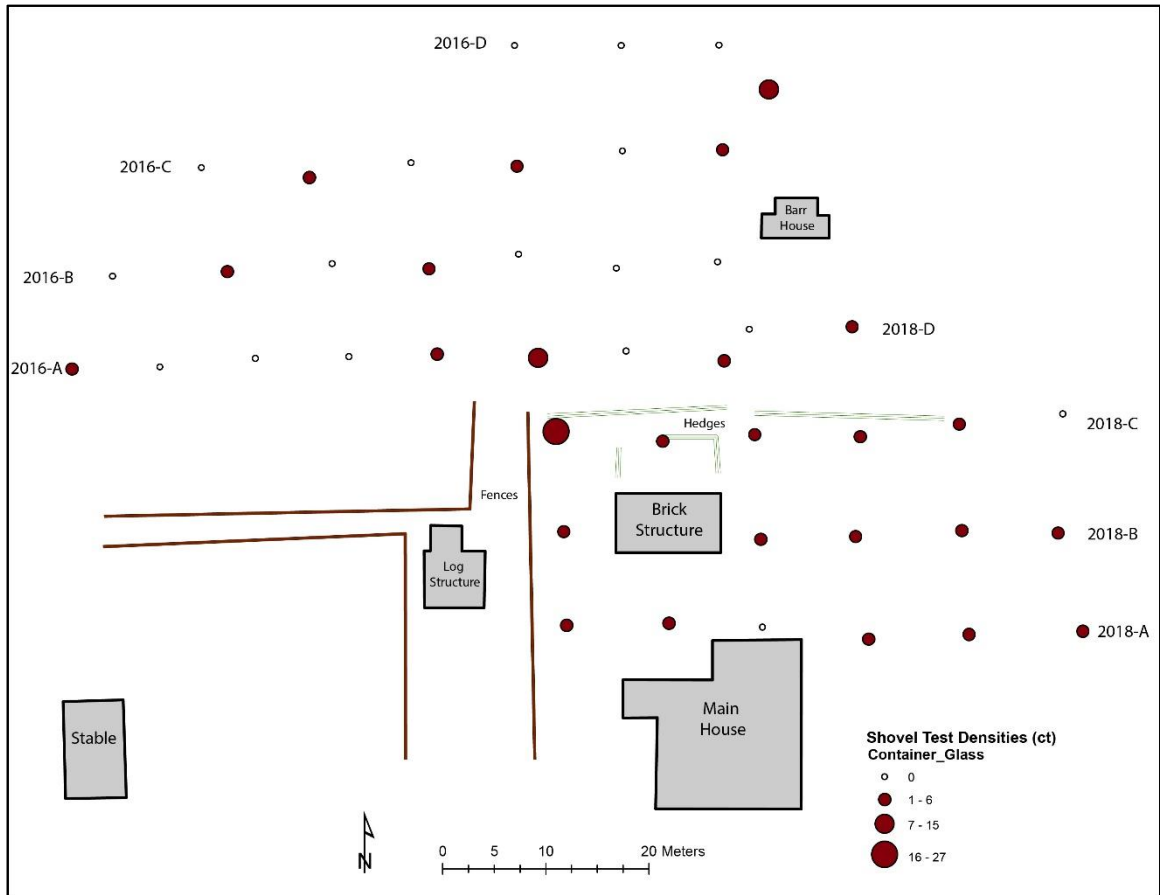 2016-D
2016-C
Barr
House
2016-B
2018-D
2016-A
Hedges
2018-C
Fences
Brick
Structure
2018-B
Log
Structure
2018-A
Main
House
Stable
Shovel Test Densities (ct)
Container_Glass
0
1 - 6
7 - 15
16 - 27
N
0 5 10 20 Meters